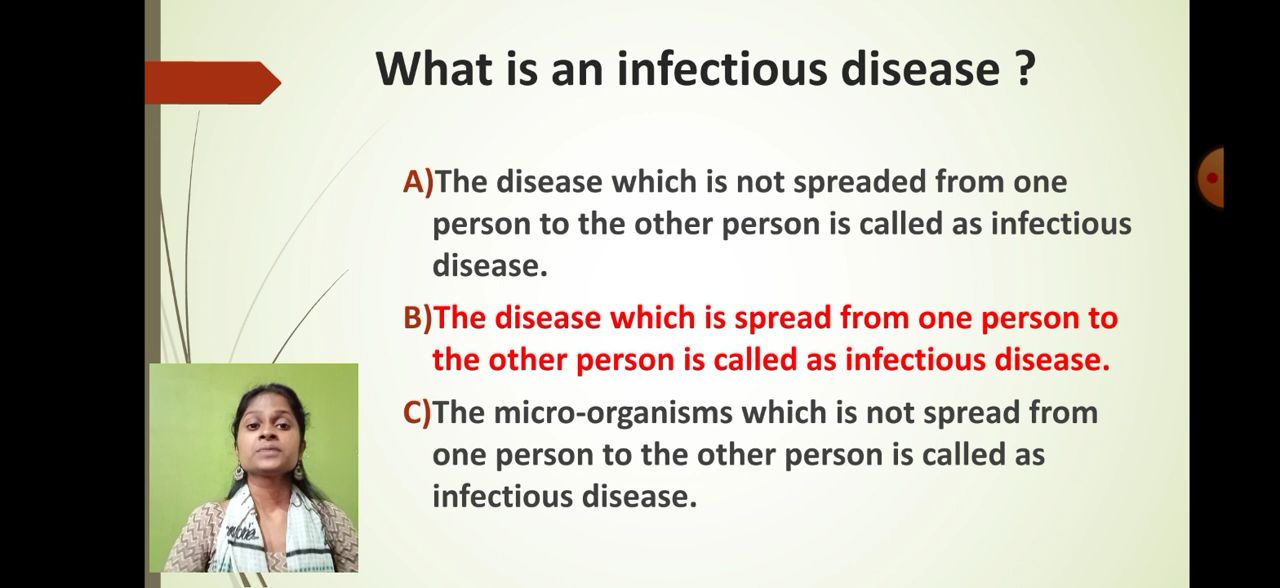 What is an infectious disease ?
A)The disease which is not spreaded from one
person to the other person is called as infectious
disease.
B)The disease which is spread from one person to
the other person is called as infectious disease.
C)The micro-organisms which is not spread from
one person to the other person is called as
infectious disease.